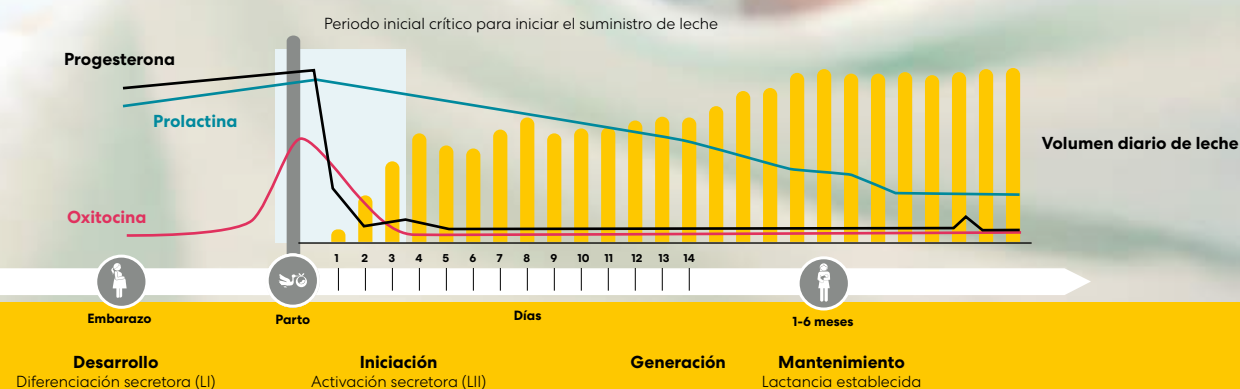 Periodo inicial crítico para iniciar el suministro de leche
Progesterona
Prolactina
Oxitocina
Volumen diario de leche
1 2 3 4 5 6 7 8 9 10 11 12 13 14
Embarazo
Parto
Días
1-6 meses
Desarrollo
Diferenciación secretora (LI)
Iniciación
Activación secretora (LII)
Generación
Mantenimiento
Lactancia establecida